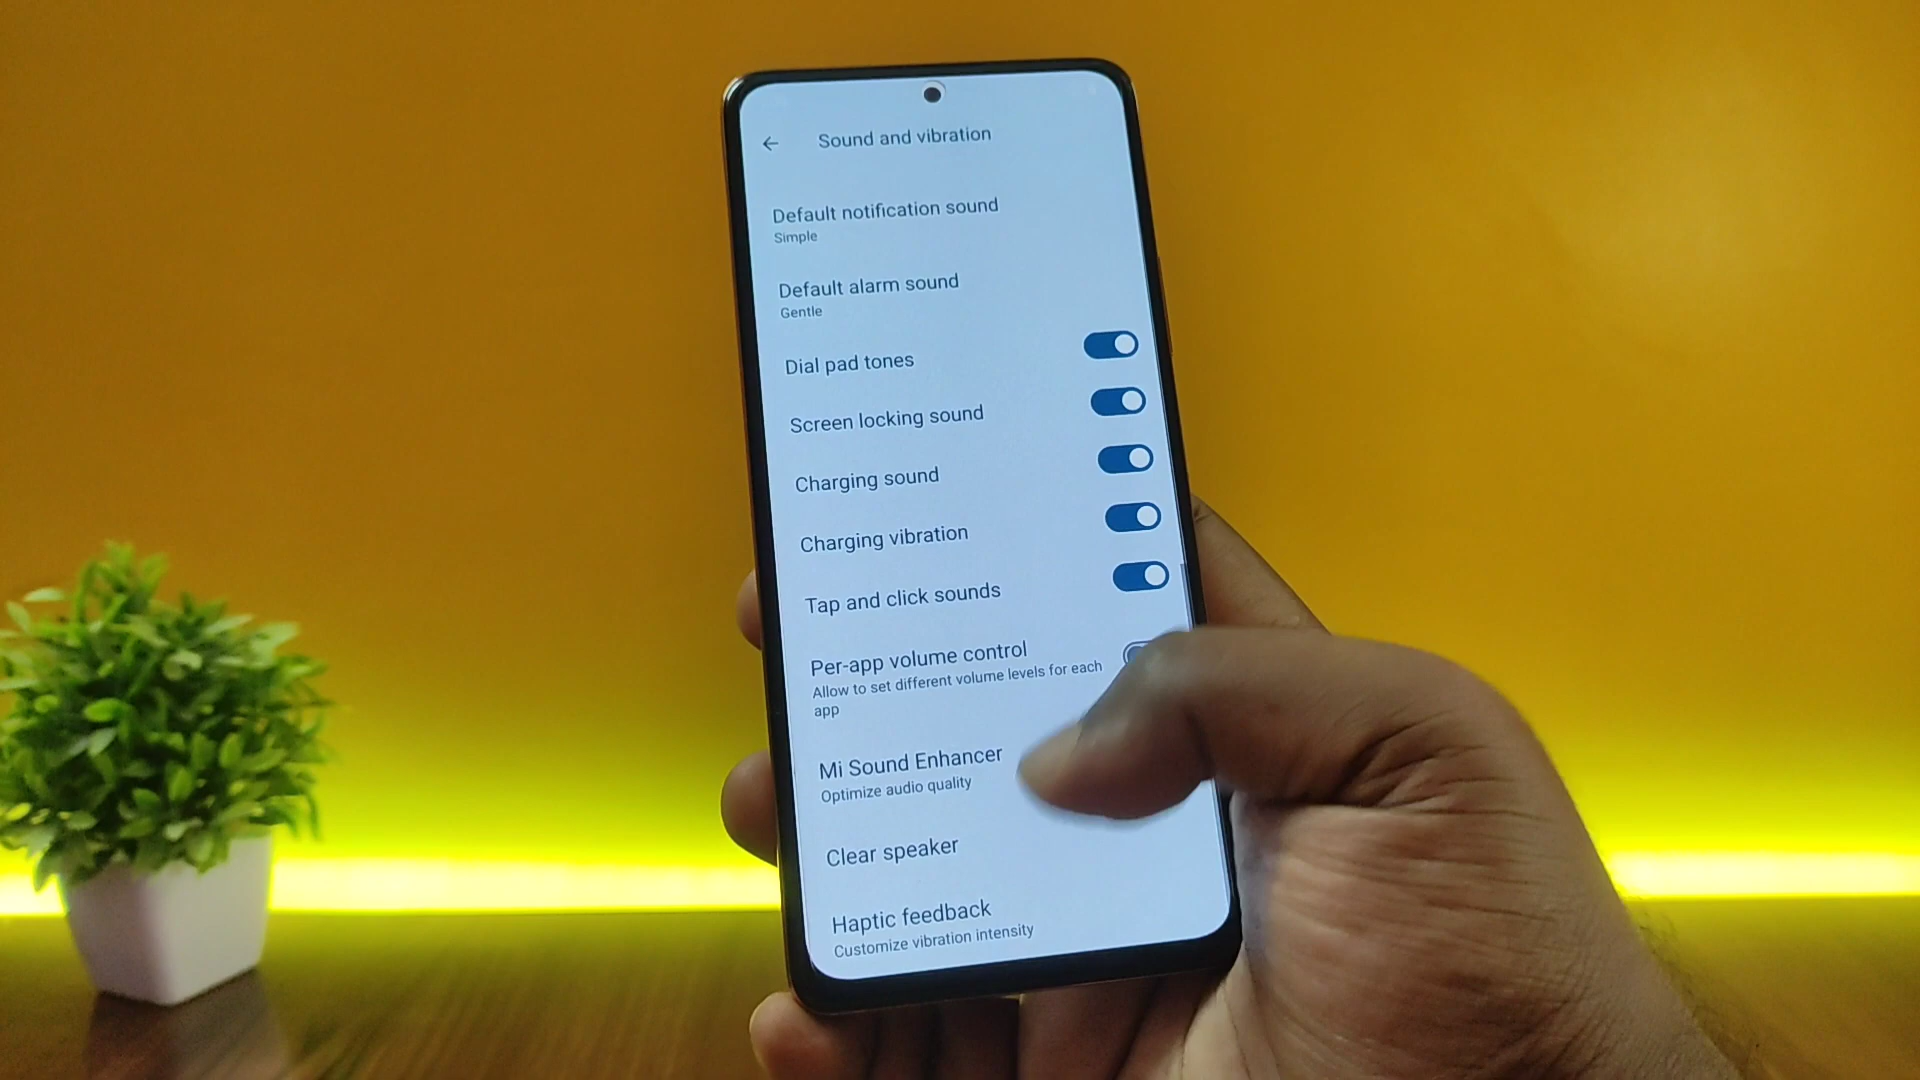 Sound and vibration
Default notification sound
Simple
Default alarm sound
Gentle
Dial pad tones
Screen locking sound
Charging sound
Charging vibration
Tap and click sounds
Per-app volume control
Allow to set different volume levels for each
app
Mi Sound Enhancer
Optimize audio quality
Clear speaker
Haptic feedback
Customize vibration intensity